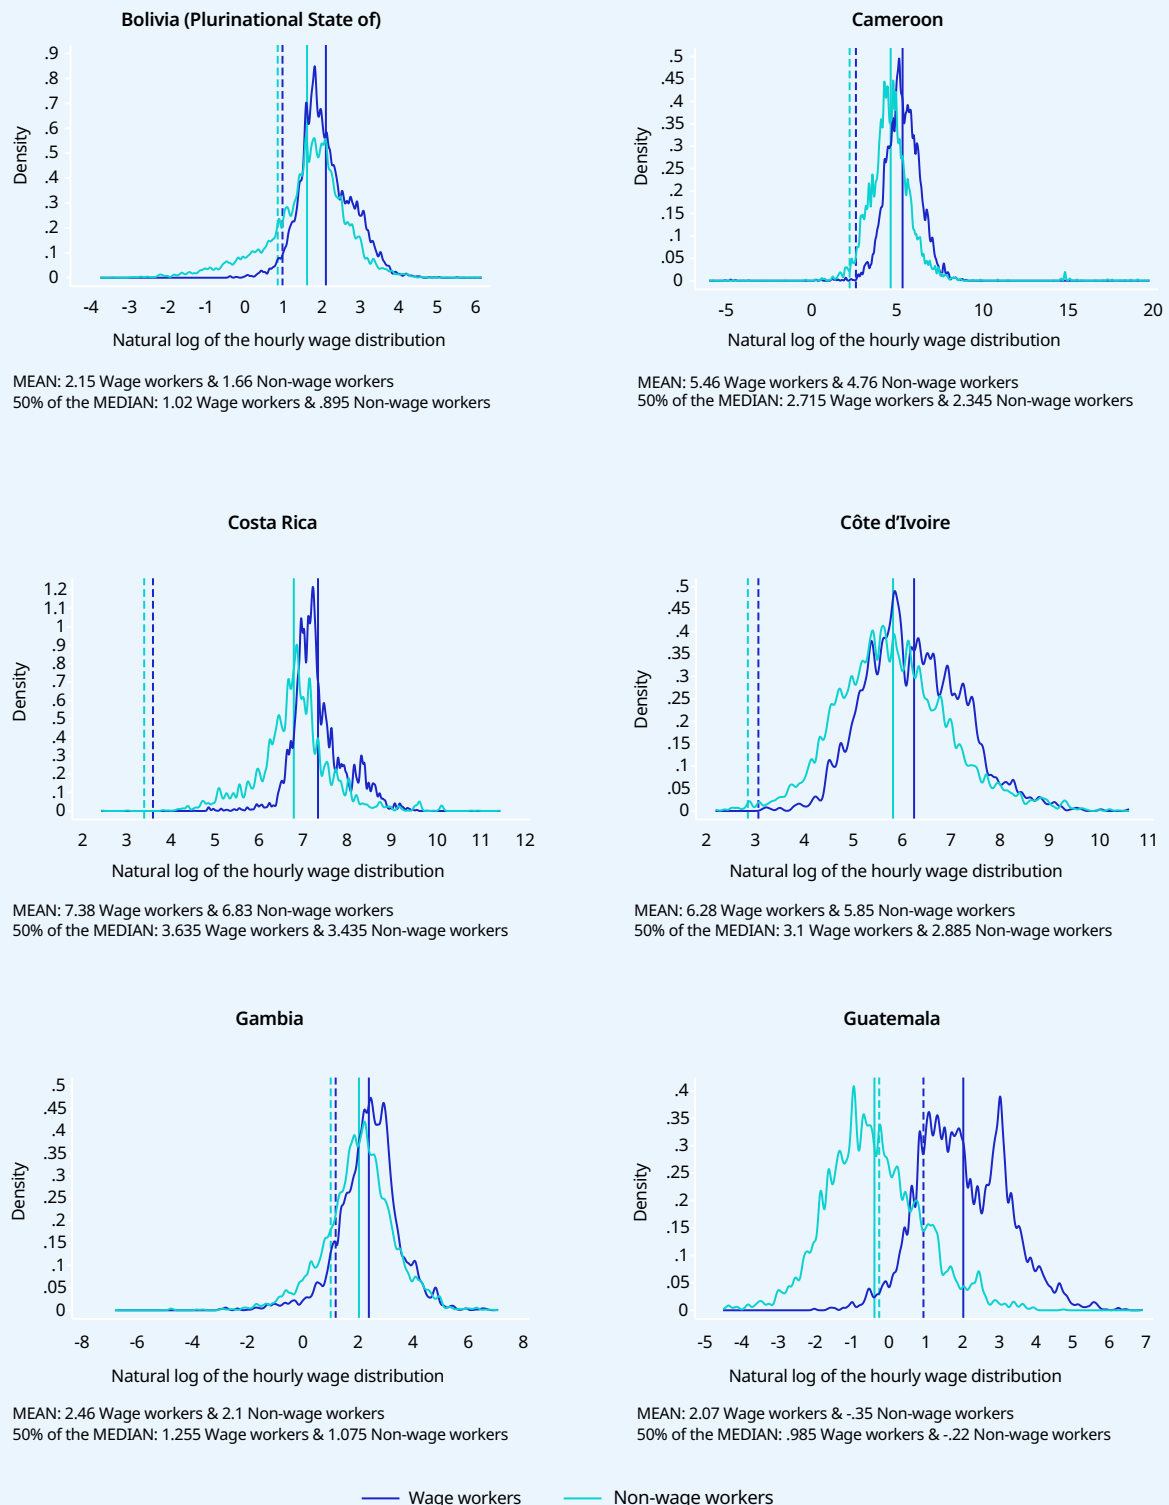 Bolivia (Plurinational State of)
.9
.8
.7
.6
.5
.4
.3
.2
.1
0
Density
-4 -3 -2 -1 0 1 2 3 4 5 6
Natural log of the hourly wage distribution
MEAN: 2.15 Wage workers & 1.66 Non-wage workers
50% of the MEDIAN: 1.02 Wage workers & .895 Non-wage workers
Cameroon
.5
.45
.4
.35
.3
.25
.2
.15
.1
.05
0
Density
-5 0 5 10 15 20
Natural log of the hourly wage distribution
MEAN: 5.46 Wage workers & 4.76 Non-wage workers
50% of the MEDIAN: 2.715 Wage workers & 2.345 Non-wage workers
Costa Rica
1.2
1.1
1
.9
.8
.7
.6
.5
.4
.3
.2
.1
0
Density
2 3 4 5 6 7 8 9 10 11 12
Natural log of the hourly wage distribution
MEAN: 7.38 Wage workers & 6.83 Non-wage workers
50% of the MEDIAN: 3.635 Wage workers & 3.435 Non-wage workers
Côte d’Ivoire
.5
.45
.4
.35
.3
.25
.2
.15
.1
.05
0
Density
2 3 4 5 6 7 8 9 10 11
Natural log of the hourly wage distribution
MEAN: 6.28 Wage workers & 5.85 Non-wage workers
50% of the MEDIAN: 3.1 Wage workers & 2.885 Non-wage workers
Gambia
.5
.45
.4
.35
.3
.25
.2
.15
.1
.05
0
Density
-8 -6 -4 -2 0 2 4 6 8
Natural log of the hourly wage distribution
MEAN: 2.46 Wage workers & 2.1 Non-wage workers
50% of the MEDIAN: 1.255 Wage workers & 1.075 Non-wage workers
Guatemala
.4
.35
.3
.25
.2
.15
.1
.05
0
Density
-5 -4 -3 -2 -1 0 1 2 3 4 5 6 7
Natural log of the hourly wage distribution
MEAN: 2.07 Wage workers & -.35 Non-wage workers
50% of the MEDIAN: .985 Wage workers & -.22 Non-wage workers
Wage workers Non-wage workers